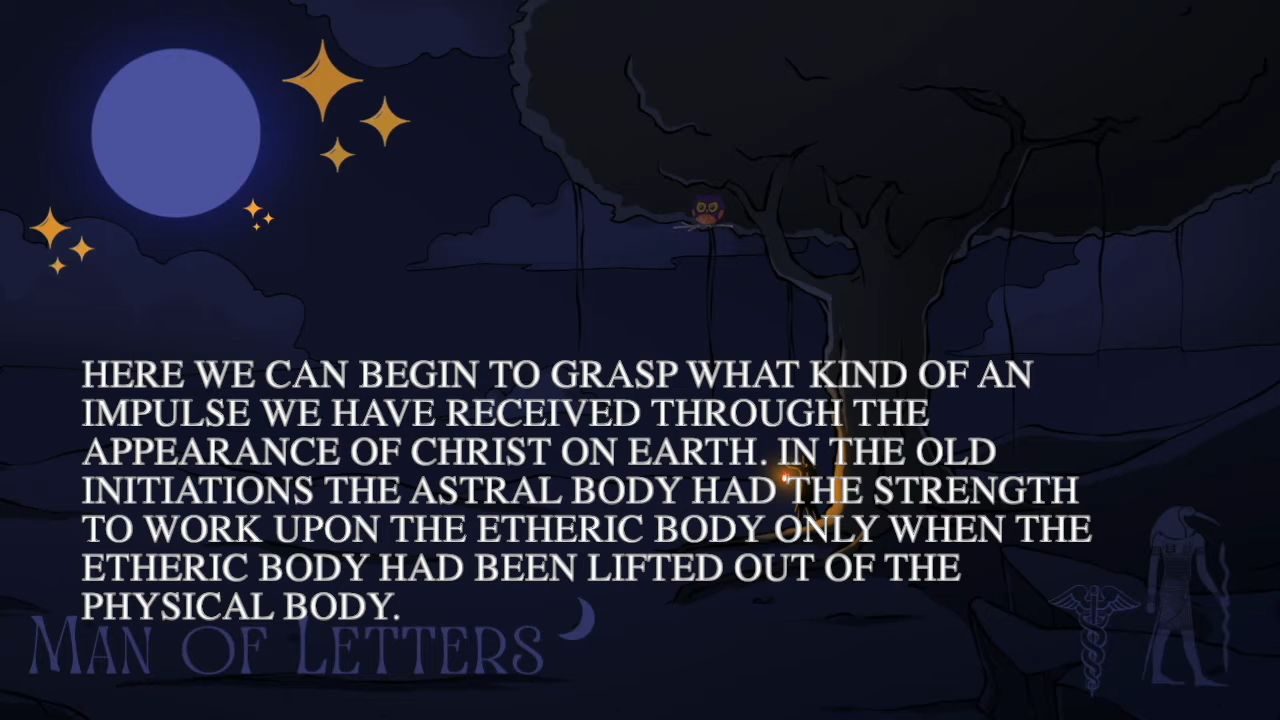 HERE WE CAN BEGIN TO GRASP WHAT KIND OF AN
IMPULSE WE HAVE RECEIVED THROUGH THE
APPEARANCE OF CHRIST ON EARTH. IN THE OLD
INITIATIONS THE ASTRAL BODY HAD THE STRENGTH
TO WORK UPON THE ETHERIC BODY ONLY WHEN THE
ETHERIC BODY HAD BEEN LIFTED OUT OF THE
PHYSICAL BODY.
MAN OF LETTERS